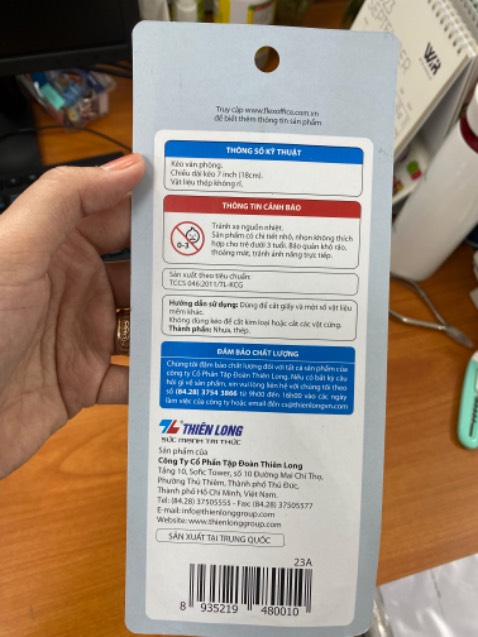 Truy cập www.flexoffice.com.vn
để biết thêm thông tin sản phẩm
THÔNG SỐ KỸ THUẬT
Kéo văn phòng.
Chiều dài kéo 7 inch (18cm).
Vật liệu thép không rỉ.
THÔNG TIN CẢNH BÁO
0-3
Tránh xa nguồn nhiệt.
Sản phẩm có chi tiết nhỏ, nhọn không thích
hợp cho trẻ dưới 3 tuổi. Bảo quản khô ráo,
thoáng mát, tránh ánh nắng trực tiếp.
Sản xuất theo tiêu chuẩn:
TCCS 046:2011/TL-KCG
Hướng dẫn sử dụng: Dùng để cắt giấy và một số vật liệu
mềm khác.
Không dùng kéo để cắt kim loại hoặc cắt các vật cứng.
Thành phần: Nhựa, thép.
ĐẢM BẢO CHẤT LƯỢNG
Chúng tôi đảm bảo chất lượng đối với tất cả sản phẩm của
công ty Cổ Phần Tập Đoàn Thiên Long. Nếu có bất kỳ câu
hỏi gì về sản phẩm, xin vui lòng liên hệ với chúng tôi theo
số (84.28) 3754 3866 từ 9h00 đến 16h00 vào các ngày
làm việc của công ty hoặc email đến cs@thienlongvn.com
TL THIÊN LONG
SỨC MẠNH TRI THỨC
Sản phẩm của
Công Ty Cổ Phần Tập Đoàn Thiên Long
Tầng 10, Sofic Tower, số 10 Đường Mai Chí Thọ,
Phường Thủ Thiêm, Thành phố Thủ Đức,
Thành phố Hồ Chí Minh, Việt Nam.
Tel: (84.28) 37505555 - Fax: (84.28) 37505577
E-mail: info@thienlonggroup.com
Website: www.thienlonggroup.com
SẢN XUẤT TẠI TRUNG QUỐC
23A
8 935219 480010